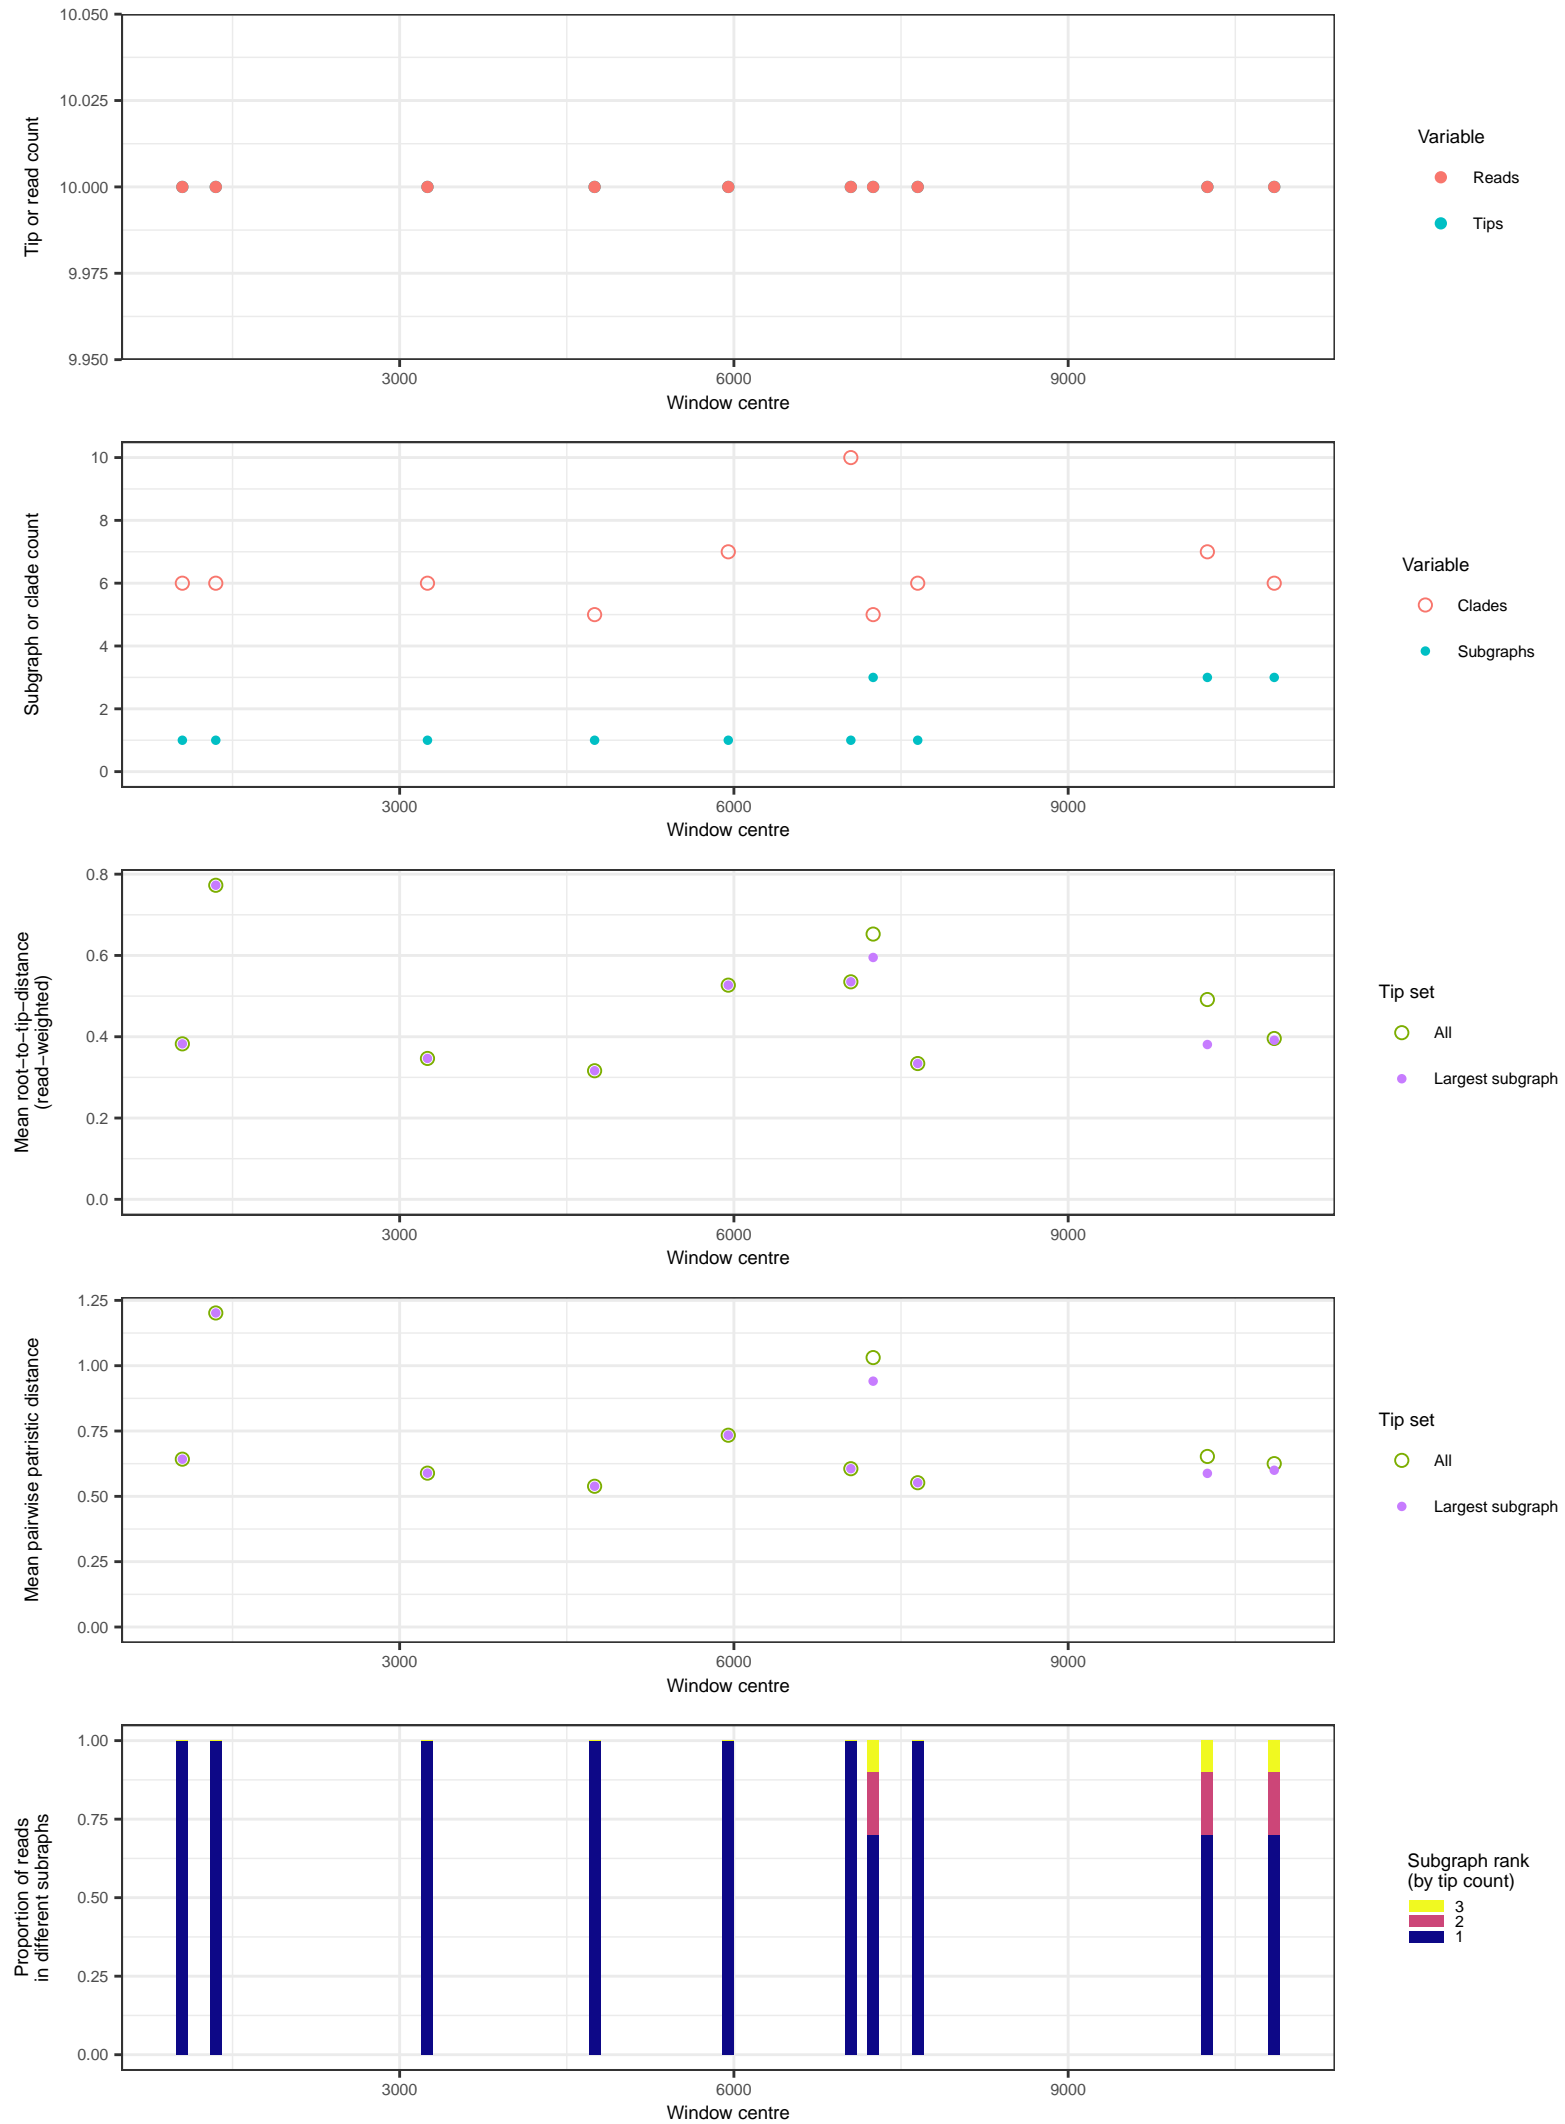 10.050
10.025
10.000
9.975
9.950
Tip or read count
3000 6000 9000
Window centre
Variable
Reads
Tips
10
8
6
4
2
0
Subgraph or clade count
3000 6000 9000
Window centre
Variable
Clades
Subgraphs
0.8
0.6
0.4
0.2
0.0
Mean root−to−tip−distance
(read−weighted)
3000 6000 9000
Window centre
Tip set
All
Largest subgraph
1.25
1.00
0.75
0.50
0.25
0.00
Mean pairwise patristic distance
3000 6000 9000
Window centre
Tip set
All
Largest subgraph
1.00
0.75
0.50
0.25
0.00
Proportion of reads
in different subraphs
3000 6000 9000
Window centre
Subgraph rank
(by tip count)
3
2
1